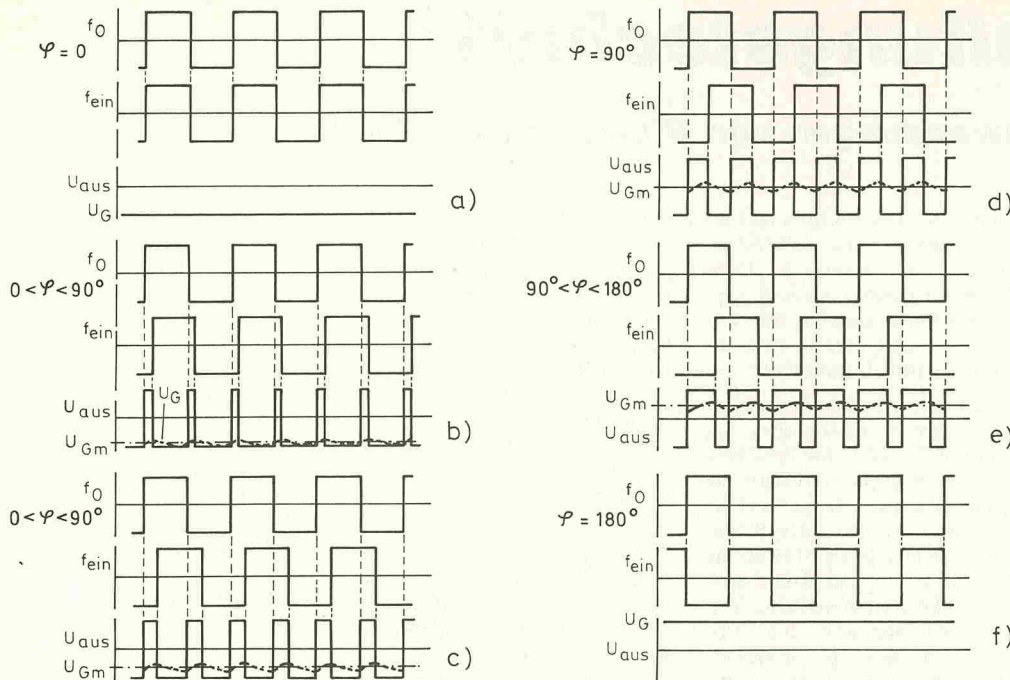 f0
φ = 0
fein
Uaus
UG
a)
f0
0 < φ < 90°
fein
UG
Uaus
UGm
b)
f0
0 < φ < 90°
fein
Uaus
UGm
c)
f0
φ = 90°
fein
Uaus
UGm
d)
f0
90° < φ < 180°
fein
UGm
Uaus
e)
f0
φ = 180°
fein
UG
Uaus
f)